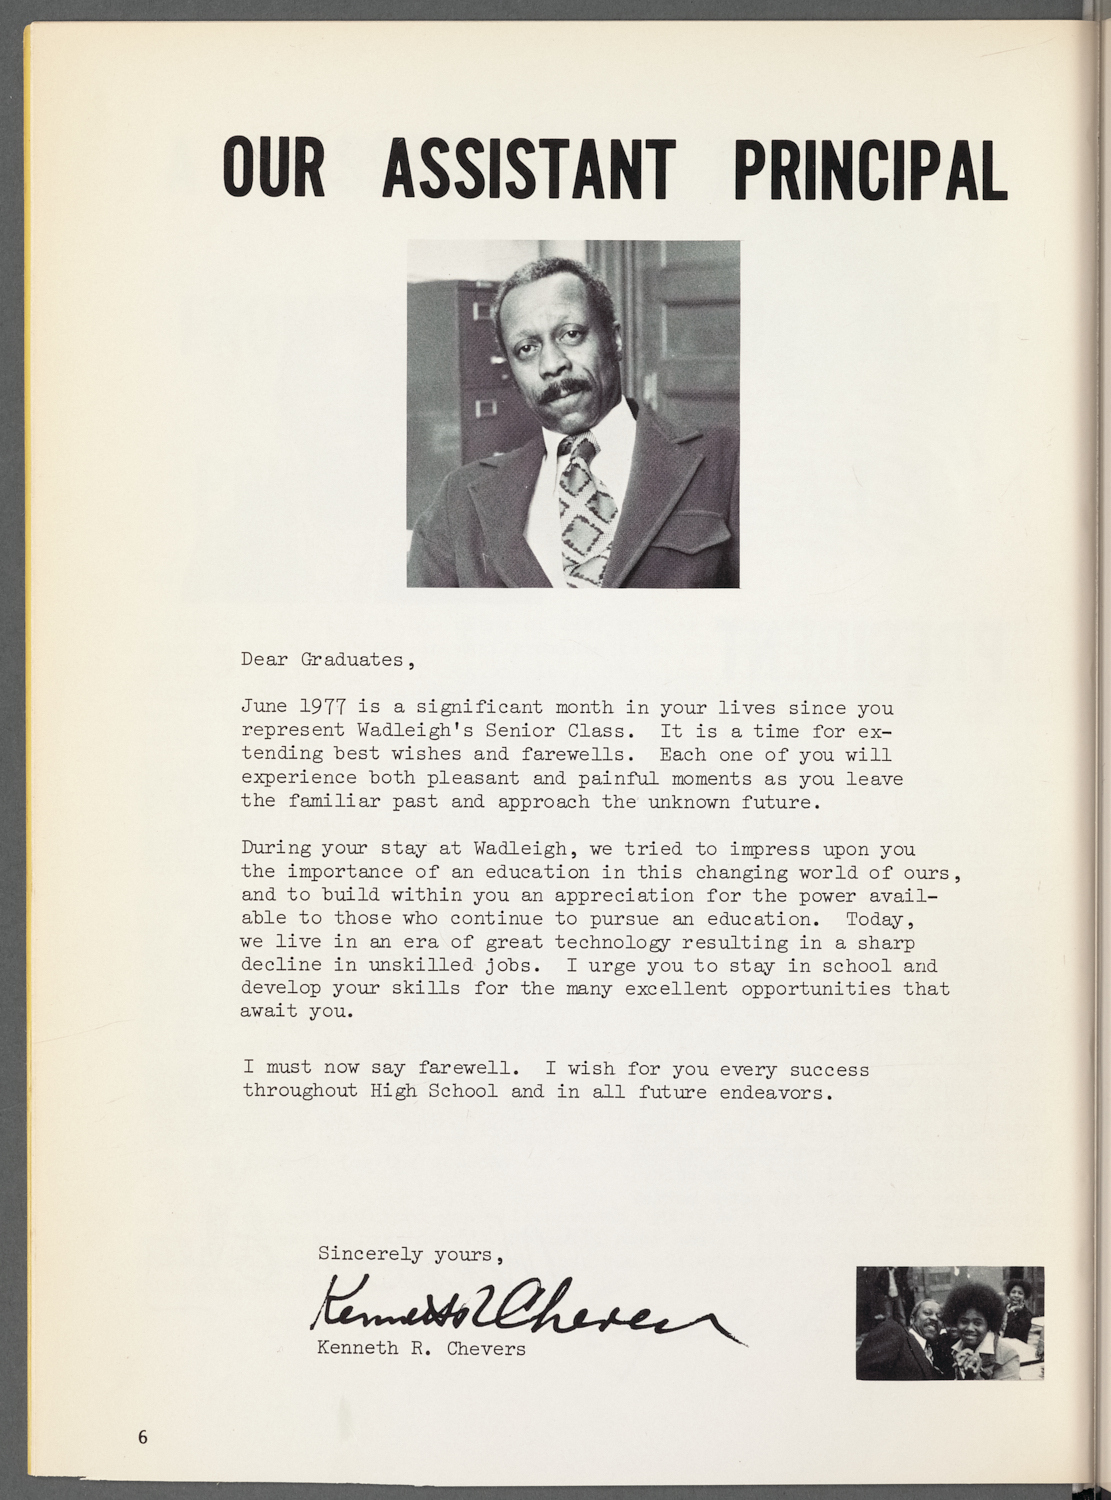 OUR ASSISTANT PRINCIPAL
Dear Graduates,
June 1977 is a significant month in your lives since you
represent Wadleigh's Senior Class.  It is a time for ex-
tending best wishes and farewells.  Each one of you will
experience both pleasant and painful moments as you leave
the familiar past and approach the unknown future.
During your stay at Wadleigh, we tried to impress upon you
the importance of an education in this changing world of ours,
and to build within you an appreciation for the power avail-
able to those who continue to pursue an education.  Today,
we live in an era of great technology resulting in a sharp
decline in unskilled jobs.  I urge you to stay in school and
develop your skills for the many excellent opportunities that
await you.
I must now say farewell.  I wish for you every success
throughout High School and in all future endeavors.
Sincerely yours,
Kenneth R Chevers
Kenneth R. Chevers
6